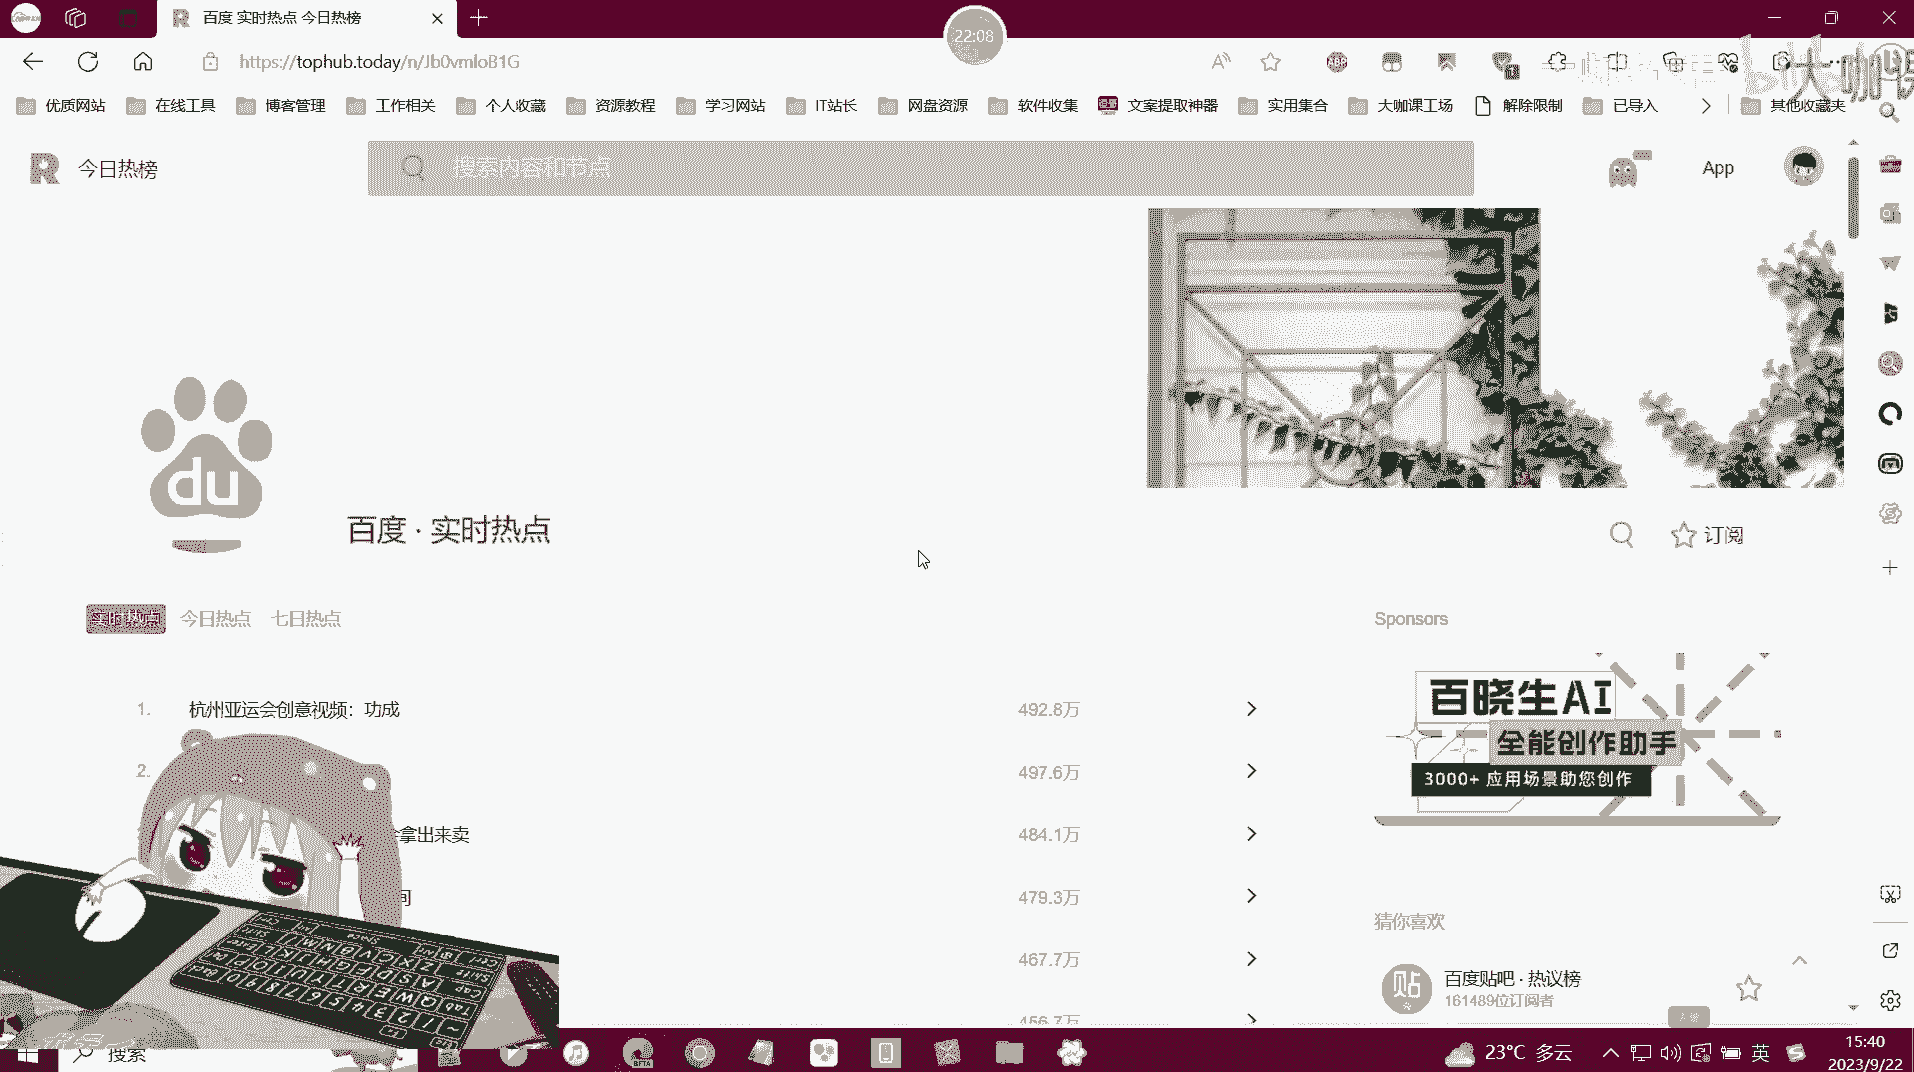 百度 实时热点 今日热榜
22:08
https://tophub.today/n/Jb0vmloB1G
优质网站 在线工具 博客管理 工作相关 个人收藏 资源教程 学习网站 IT站长 网盘资源 软件收集 文案提取神器 实用集合 大咖课工场 解除限制 已导入 其他收藏夹
今日热榜 搜索内容和节点 App
du
百度 · 实时热点
订阅
实时热点 今日热点 七日热点
Sponsors
1. 杭州亚运会创意视频：功成 492.8万
百晓生AI
全能创作助手
3000+ 应用场景助您创作
2. 497.6万
拿出来卖 484.1万
479.3万
猜你喜欢
467.7万
百度贴吧 · 热议榜
161489位订阅者
456.7万
搜索
23°C 多云
英
15:40
2023/9/22